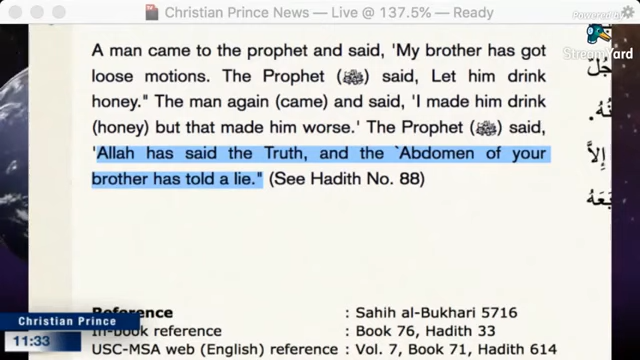 Christian Prince News — Live @ 137.5% — Ready
Powered by
StreamYard
A man came to the prophet and said, 'My brother has got
loose motions. The Prophet (ﷺ) said, Let him drink
honey." The man again (came) and said, 'I made him drink
(honey) but that made him worse.' The Prophet (ﷺ) said,
'Allah has said the Truth, and the `Abdomen of your
brother has told a lie." (See Hadith No. 88)
إِلاَّ
Reference : Sahih al-Bukhari 5716
In-book reference : Book 76, Hadith 33
USC-MSA web (English) reference : Vol. 7, Book 71, Hadith 614
Christian Prince
11:33